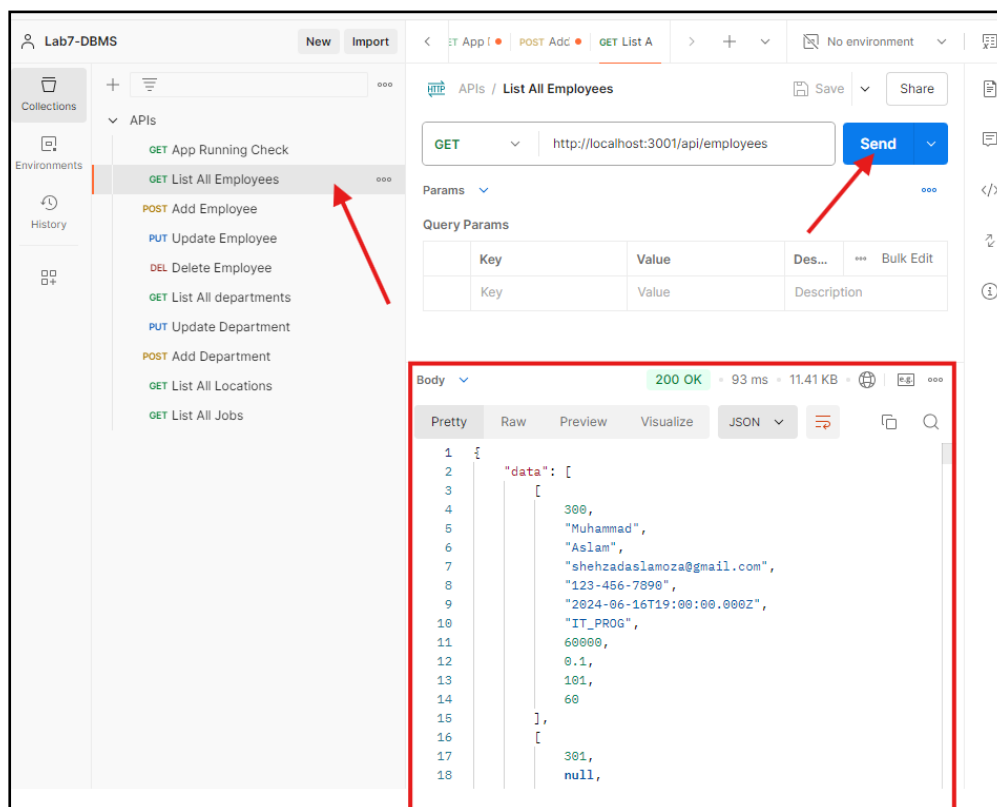 Lab7-DBMS
New
Import
ET App [
POST Add
GET List A
No environment
Collections
Environments
History
APIs
GET App Running Check
GET List All Employees
POST Add Employee
PUT Update Employee
DEL Delete Employee
GET List All departments
PUT Update Department
POST Add Department
GET List All Locations
GET List All Jobs
HTTP APIs / List All Employees
Save
Share
GET
http://localhost:3001/api/employees
Send
Params
Query Params
Key Value Des... Bulk Edit
Key Value Description
Body
200 OK 93 ms 11.41 KB e.g.
Pretty Raw Preview Visualize JSON
1 {
2 "data": [
3 [
4 300,
5 "Muhammad",
6 "Aslam",
7 "shehzadaslamoza@gmail.com",
8 "123-456-7890",
9 "2024-06-16T19:00:00.000Z",
10 "IT_PROG",
11 60000,
12 0.1,
13 101,
14 60
15 ],
16 [
17 301,
18 null,